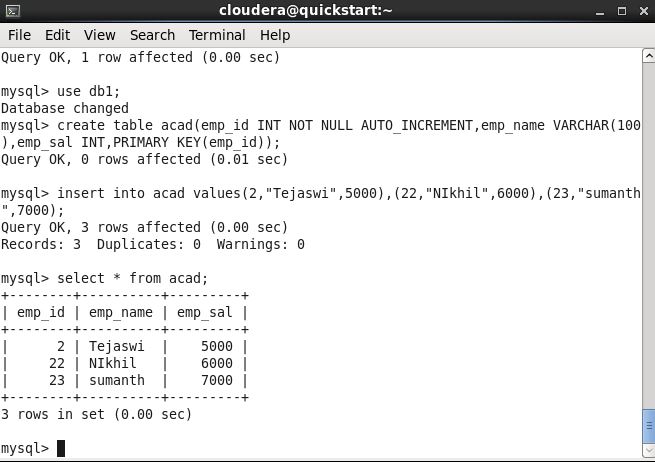 cloudera@quickstart:~
File Edit View Search Terminal Help
Query OK, 1 row affected (0.00 sec)
mysql> use db1;
Database changed
mysql> create table acad(emp_id INT NOT NULL AUTO_INCREMENT,emp_name VARCHAR(100
),emp_sal INT,PRIMARY KEY(emp_id));
Query OK, 0 rows affected (0.01 sec)
mysql> insert into acad values(2,"Tejaswi",5000),(22,"NIkhil",6000),(23,"sumanth
",7000);
Query OK, 3 rows affected (0.00 sec)
Records: 3  Duplicates: 0  Warnings: 0
mysql> select * from acad;
+--------+----------+---------+
| emp_id | emp_name | emp_sal |
+--------+----------+---------+
|      2 | Tejaswi  |    5000 |
|     22 | NIkhil   |    6000 |
|     23 | sumanth  |    7000 |
+--------+----------+---------+
3 rows in set (0.00 sec)
mysql>